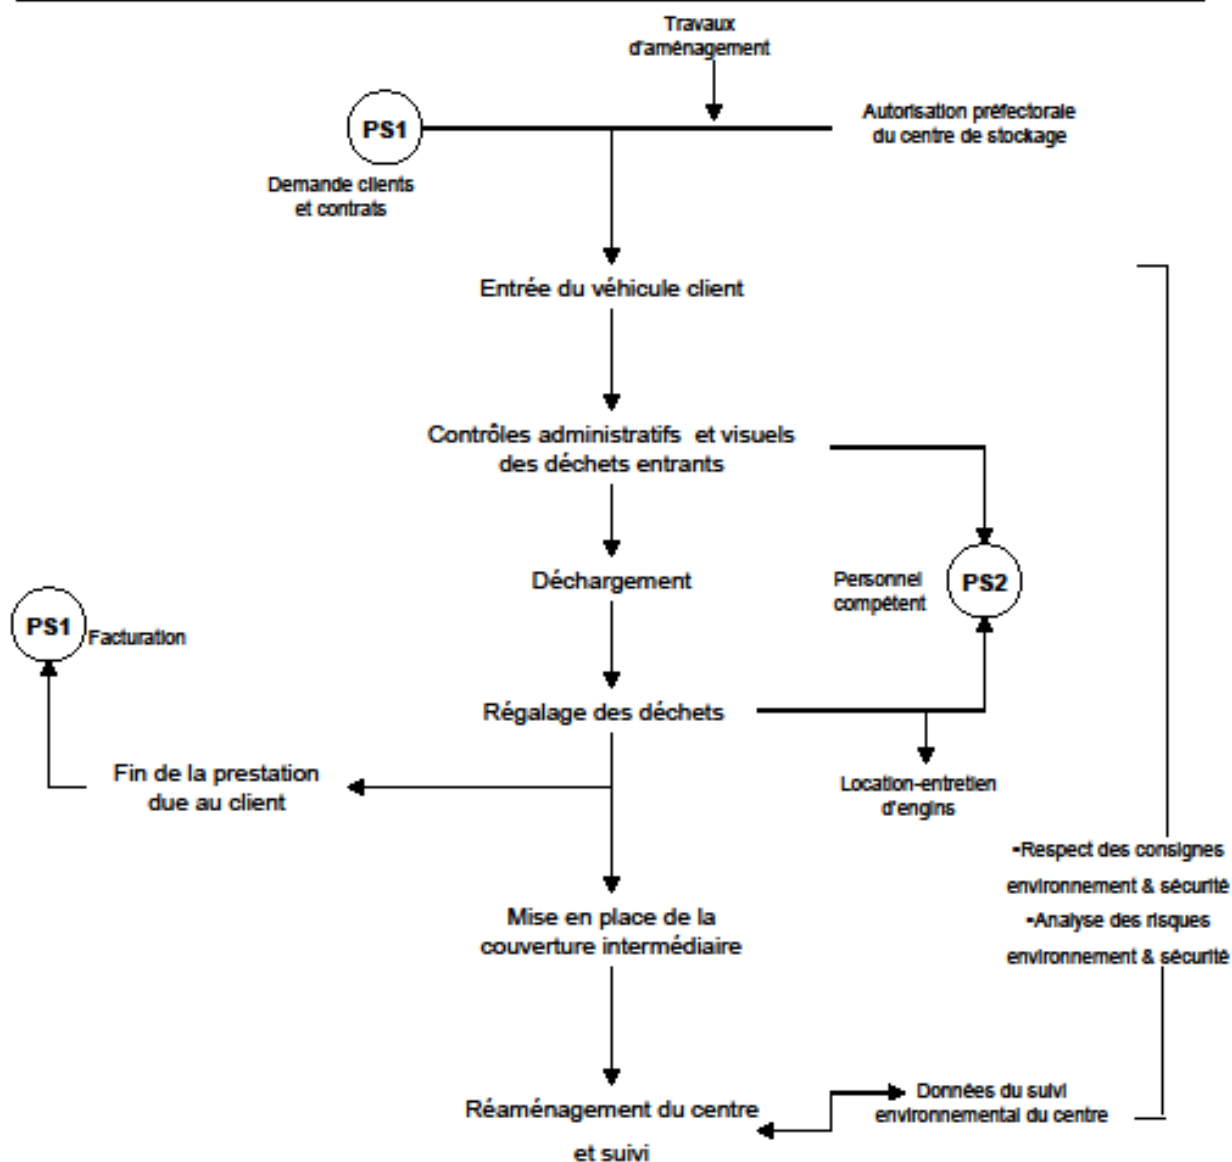 Travaux
d'aménagement
PS1
Autorisation préfectorale
du centre de stockage
Demande clients
et contrats
Entrée du véhicule client
Contrôles administratifs et visuels
des déchets entrants
Déchargement
Personnel
compétent
PS2
PS1
Facturation
Régalage des déchets
Fin de la prestation
due au client
Location-entretien
d'engins
-Respect des consignes
environnement & sécurité
-Analyse des risques
environnement & sécurité
Mise en place de la
couverture intermédiaire
Réaménagement du centre
et suivi
Données du suivi
environnemental du centre